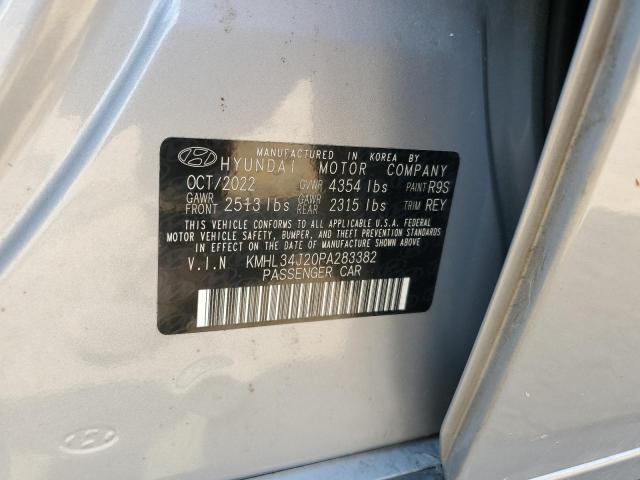 MANUFACTURED IN KOREA BY
HYUNDAI MOTOR COMPANY
OCT/2022 GVWR 4354 lbs PAINT R9S
GAWR FRONT 2513 lbs GAWR REAR 2315 lbs TRIM REY
THIS VEHICLE CONFORMS TO ALL APPLICABLE U.S.A. FEDERAL
MOTOR VEHICLE SAFETY, BUMPER, AND THEFT PREVENTION STANDARDS
IN EFFECT ON THE DATE OF MANUFACTURE SHOWN ABOVE.
V.I.N KMHL34J20PA283382
PASSENGER CAR